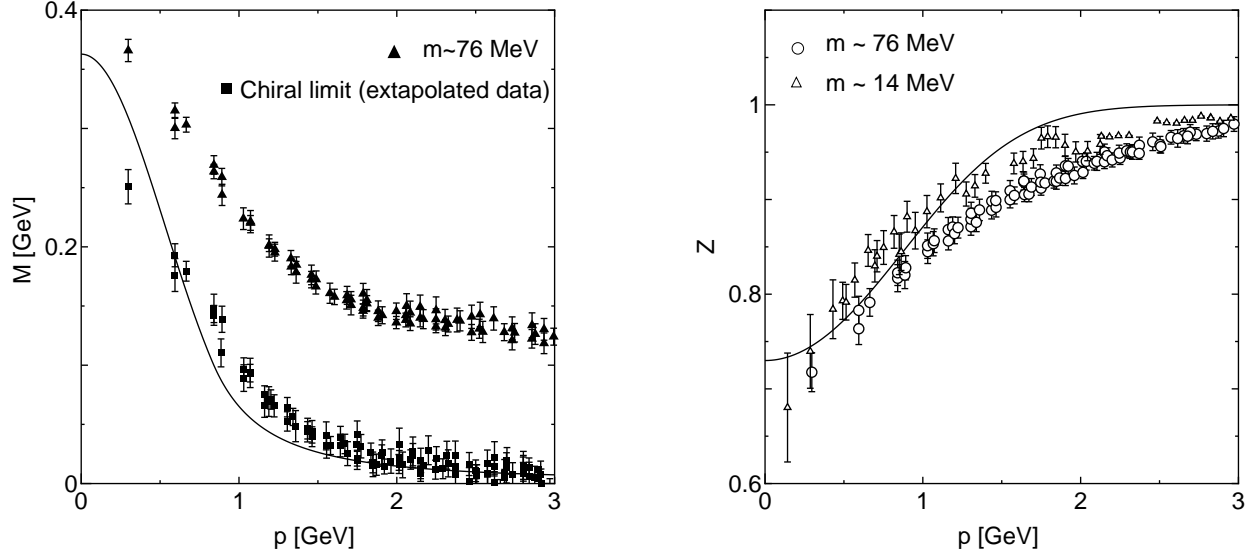 0.4
m~76 MeV
Chiral limit (extapolated data)
M [GeV]
0.2
0
0
1
2
3
p [GeV]
m ~ 76 MeV
m ~ 14 MeV
1
Z
0.8
0.6
0
1
2
3
p [GeV]